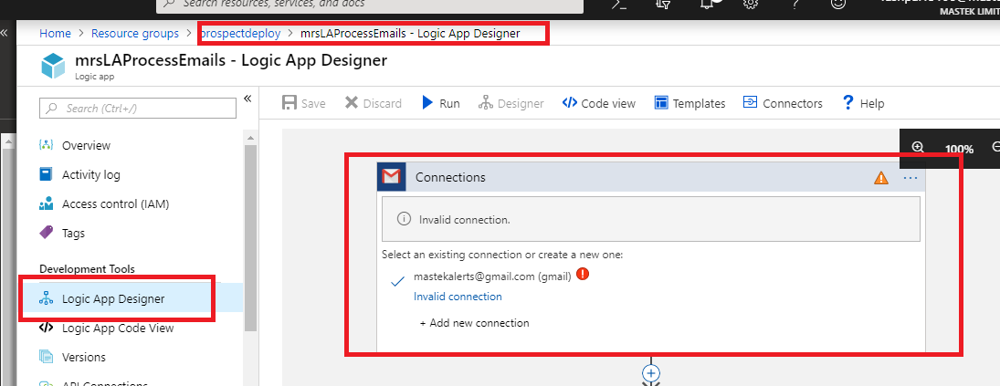 Search resources, services, and docs
MASTEK LIMIT
Home > Resource groups > prospectdeploy > mrsLAProcessEmails - Logic App Designer
mrsLAProcessEmails - Logic App Designer
Logic app
Search (Ctrl+/)
Overview
Activity log
Access control (IAM)
Tags
Development Tools
Logic App Designer
Logic App Code View
Versions
API Connections
Save Discard Run Designer Code view Templates Connectors Help
100%
Connections
Invalid connection.
Select an existing connection or create a new one:
mastekalerts@gmail.com (gmail)
Invalid connection
+ Add new connection